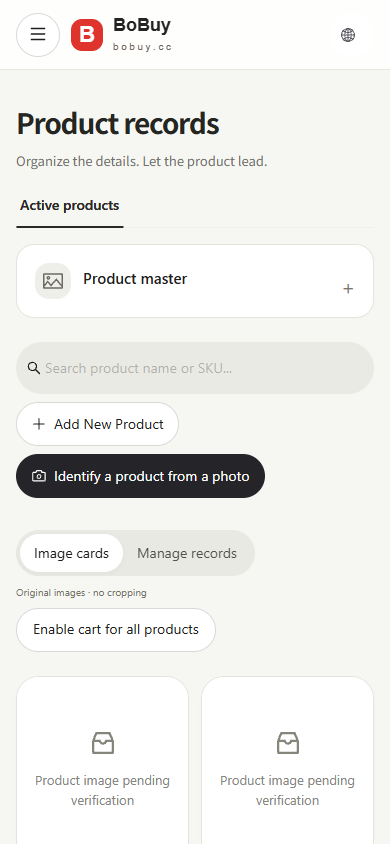 B
BoBuy
bobuy.cc
Product records
Organize the details. Let the product lead.
Active products
Product master
+
Search product name or SKU...
+ Add New Product
Identify a product from a photo
Image cards
Manage records
Original images · no cropping
Enable cart for all products
Product image pending
verification
Product image pending
verification